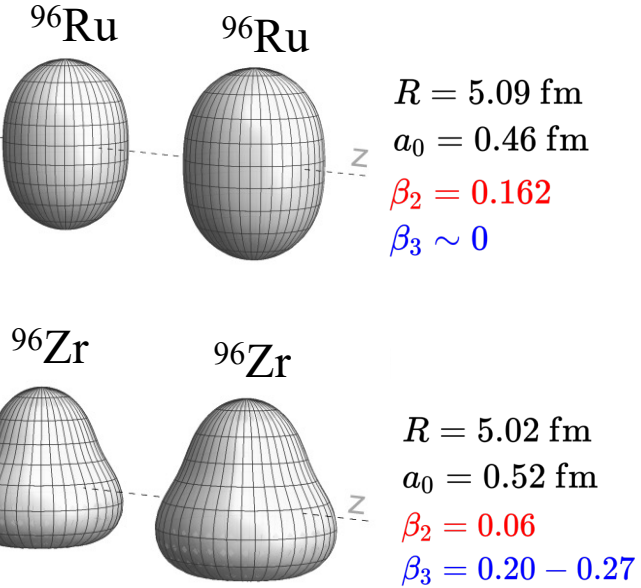 ⁹⁶Ru
⁹⁶Ru
R = 5.09 fm
a₀ = 0.46 fm
z
β₂ = 0.162
β₃ ∼ 0
⁹⁶Zr
⁹⁶Zr
R = 5.02 fm
a₀ = 0.52 fm
z
β₂ = 0.06
β₃ = 0.20 − 0.27